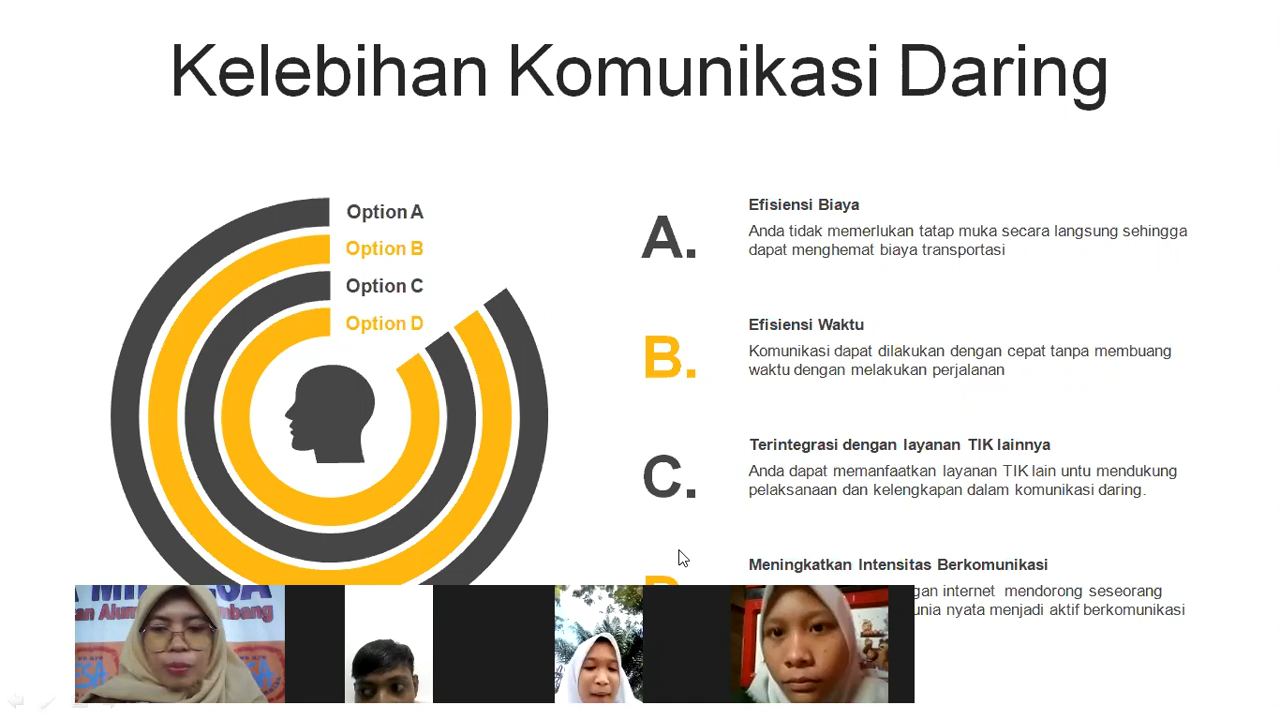 Kelebihan Komunikasi Daring
Option A
Option B
Option C
Option D
A.
Efisiensi Biaya
Anda tidak memerlukan tatap muka secara langsung sehingga
dapat menghemat biaya transportasi
B.
Efisiensi Waktu
Komunikasi dapat dilakukan dengan cepat tanpa membuang
waktu dengan melakukan perjalanan
C.
Terintegrasi dengan layanan TIK lainnya
Anda dapat memanfaatkan layanan TIK lain untu mendukung
pelaksanaan dan kelengkapan dalam komunikasi daring.
Meningkatkan Intensitas Berkomunikasi
internet mendorong seseorang
nyata menjadi aktif berkomunikasi